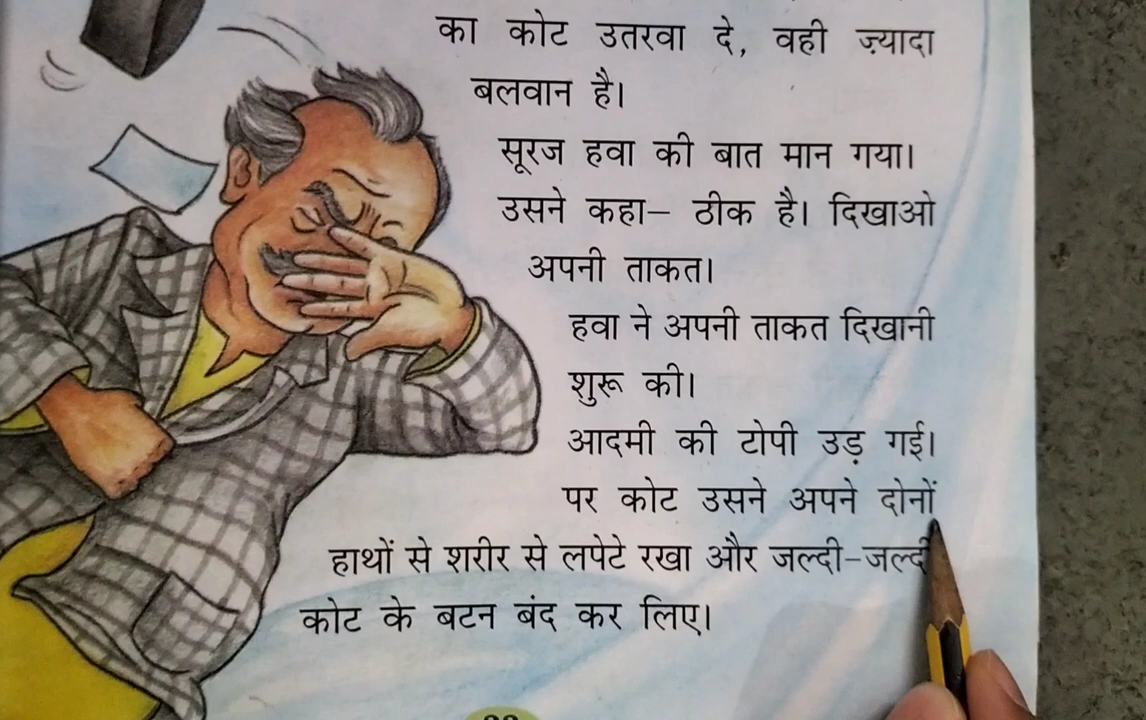 का कोट उतरवा दे, वही ज़्यादा
बलवान है।
सूरज हवा की बात मान गया।
उसने कहा– ठीक है। दिखाओ
अपनी ताकत।
हवा ने अपनी ताकत दिखानी
शुरू की।
आदमी की टोपी उड़ गई।
पर कोट उसने अपने दोनों
हाथों से शरीर से लपेटे रखा और जल्दी-जल्दी
कोट के बटन बंद कर लिए।